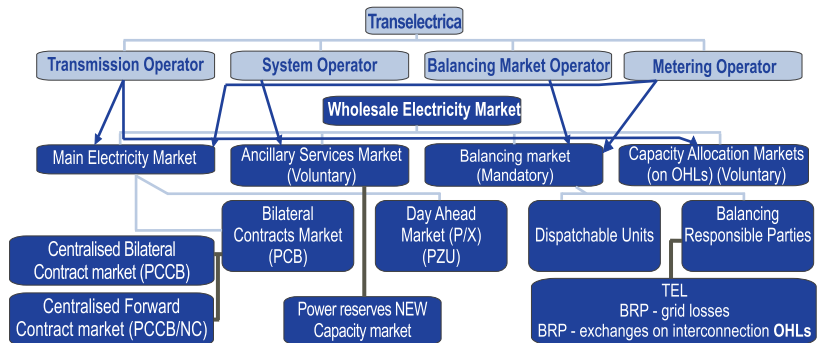 Transelectrica
Transmission Operator
System Operator
Balancing Market Operator
Metering Operator
Wholesale Electricity Market
Main Electricity Market
Ancillary Services Market
(Voluntary)
Balancing market
(Mandatory)
Capacity Allocation Markets
(on OHLs) (Voluntary)
Bilateral
Contracts Market
(PCB)
Day Ahead
Market (P/X)
(PZU)
Dispatchable Units
Balancing
Responsible Parties
Centralised Bilateral
Contract market (PCCB)
Centralised Forward
Contract market (PCCB/NC)
Power reserves NEW
Capacity market
TEL
BRP - grid losses
BRP - exchanges on interconnection OHLs